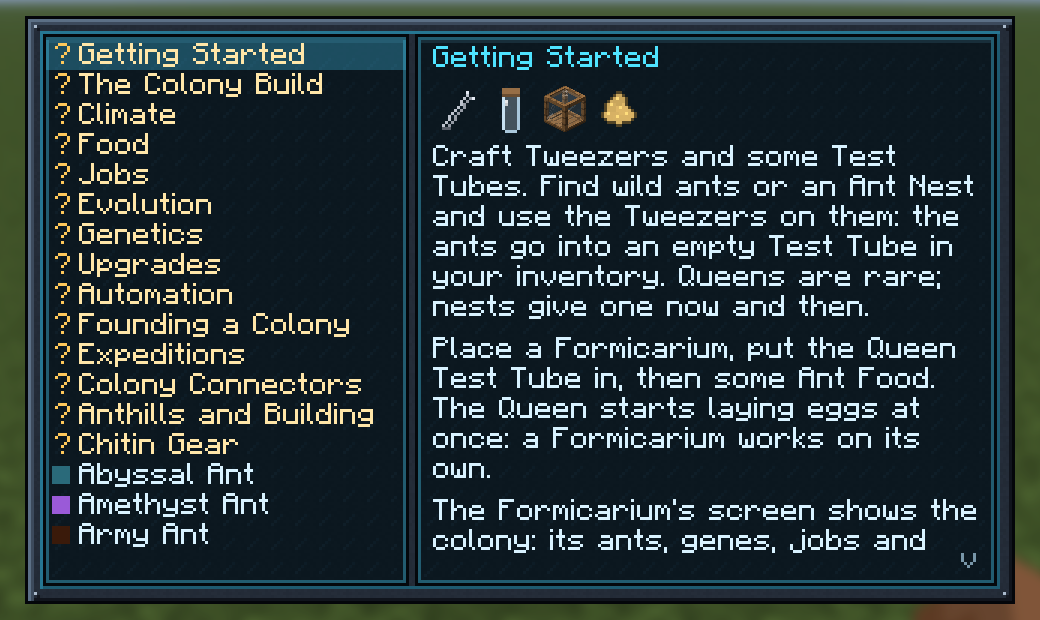 ? Getting Started
? The Colony Build
? Climate
? Food
? Jobs
? Evolution
? Genetics
? Upgrades
? Automation
? Founding a Colony
? Expeditions
? Colony Connectors
? Anthills and Building
? Chitin Gear
Abyssal Ant
Amethyst Ant
Army Ant
Getting Started
Craft Tweezers and some Test
Tubes. Find wild ants or an Ant Nest
and use the Tweezers on them: the
ants go into an empty Test Tube in
your inventory. Queens are rare;
nests give one now and then.
Place a Formicarium, put the Queen
Test Tube in, then some Ant Food.
The Queen starts laying eggs at
once: a Formicarium works on its
own.
The Formicarium's screen shows the
colony: its ants, genes, jobs and